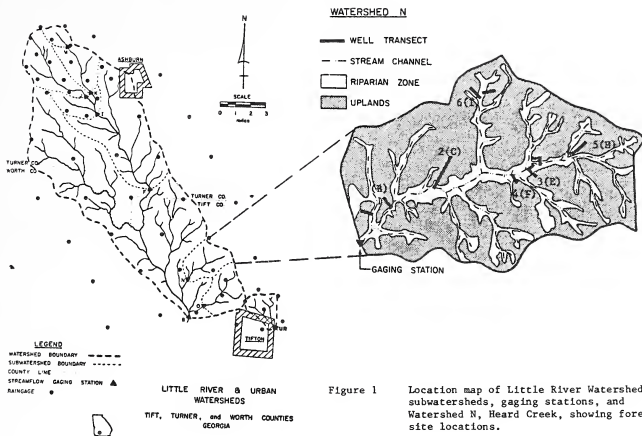 WATERSHED N
WELL TRANSECT
STREAM CHANNEL
RIPARIAN ZONE
UPLANDS
N
SCALE
0 1 2 3
miles
ASHBURN
TURNER CO.
WORTH CO.
TURNER CO.
TIFT CO.
6(I)
5(H)
2(C)
3(E)
4(F)
GAGING STATION
TIFTON
LEGEND
WATERSHED BOUNDARY
SUBWATERSHED BOUNDARY
COUNTY LINE
STREAMFLOW GAGING STATION
RAINGAGE
LITTLE RIVER & URBAN
WATERSHEDS
TIFT, TURNER, and WORTH COUNTIES
GEORGIA
Figure 1
Location map of Little River Watershed
subwatersheds, gaging stations, and
Watershed N, Heard Creek, showing fore
site locations.